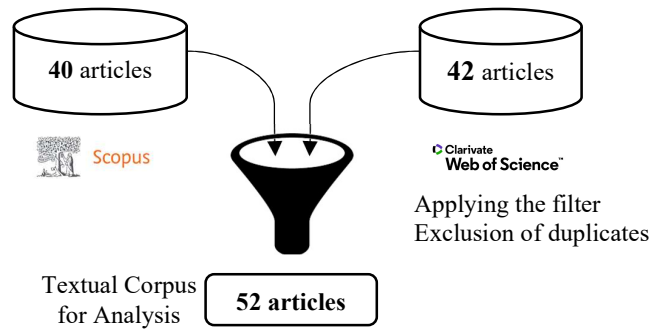 40 articles
42 articles
Scopus
Clarivate
Web of Science™
Applying the filter
Exclusion of duplicates
Textual Corpus
for Analysis
52 articles